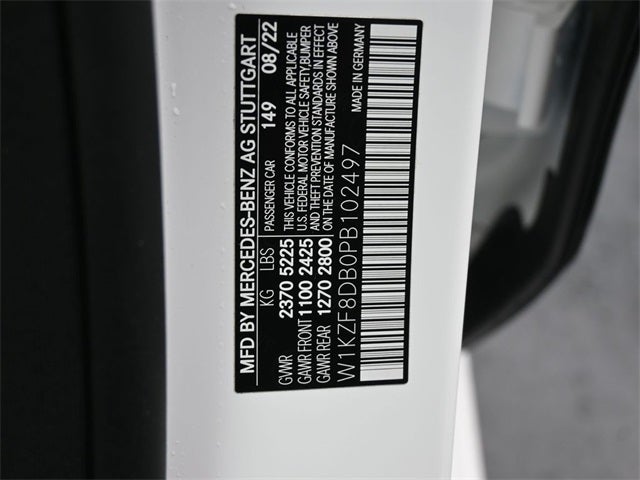 MFD BY MERCEDES-BENZ AG STUTTGART
KG LBS PASSENGER CAR 149 08/22
GVWR 2370 5225 THIS VEHICLE CONFORMS TO ALL APPLICABLE
U.S. FEDERAL MOTOR VEHICLE SAFETY,BUMPER
GAWR FRONT 1100 2425 AND THEFT PREVENTION STANDARDS IN EFFECT
GAWR REAR 1270 2800 ON THE DATE OF MANUFACTURE SHOWN ABOVE
W1KZF8DB0PB102497 MADE IN GERMANY